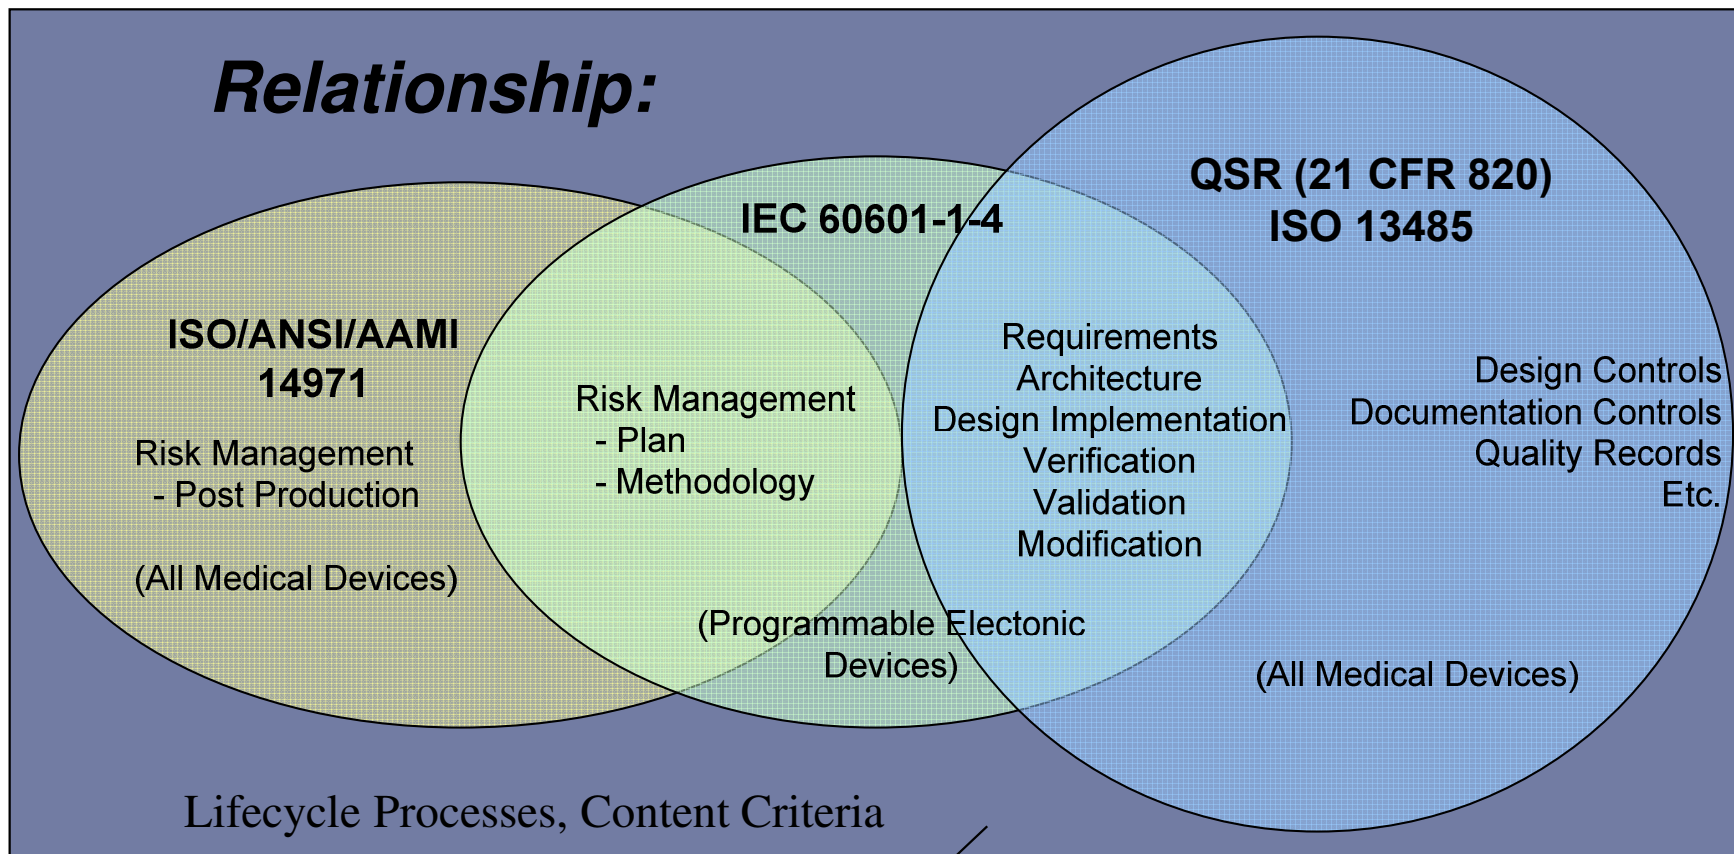 Relationship:
ISO/ANSI/AAMI
14971
Risk Management
- Post Production
(All Medical Devices)
IEC 60601-1-4
Risk Management
- Plan
- Methodology
(Programmable Electonic
Devices)
Requirements
Architecture
Design Implementation
Verification
Validation
Modification
QSR (21 CFR 820)
ISO 13485
Design Controls
Documentation Controls
Quality Records
Etc.
(All Medical Devices)
Lifecycle Processes, Content Criteria